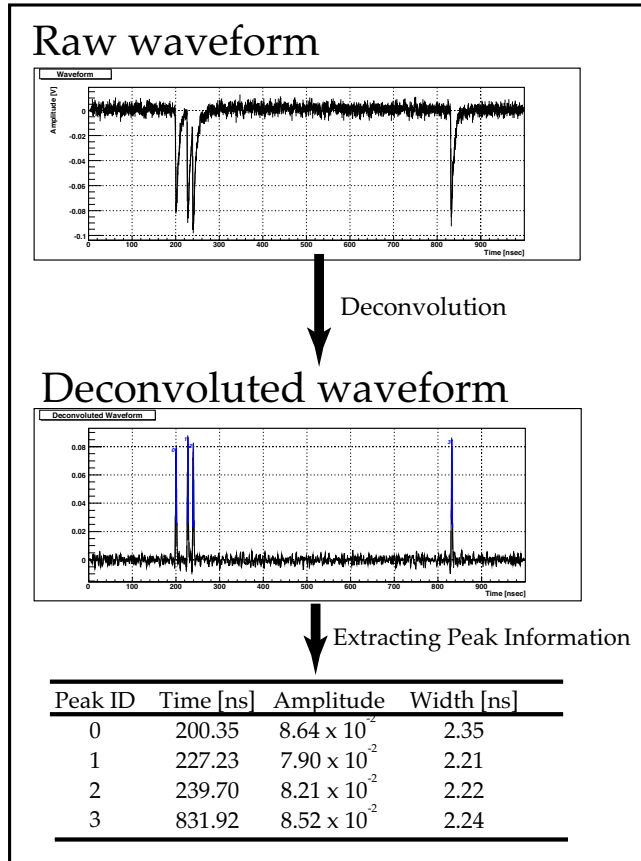 Raw waveform
Waveform
Amplitude [V]
0
-0.02
-0.04
-0.06
-0.08
-0.1
0 100 200 300 400 500 600 700 800 900
Time [nsec]
Deconvolution
Deconvoluted waveform
Deconvoluted Waveform
0.08
0.06
0.04
0.02
0
0 1 2 3
0 100 200 300 400 500 600 700 800 900
Time [nsec]
Extracting Peak Information
Peak ID Time [ns] Amplitude Width [ns]
0 200.35 8.64 x 10⁻² 2.35
1 227.23 7.90 x 10⁻² 2.21
2 239.70 8.21 x 10⁻² 2.22
3 831.92 8.52 x 10⁻² 2.24